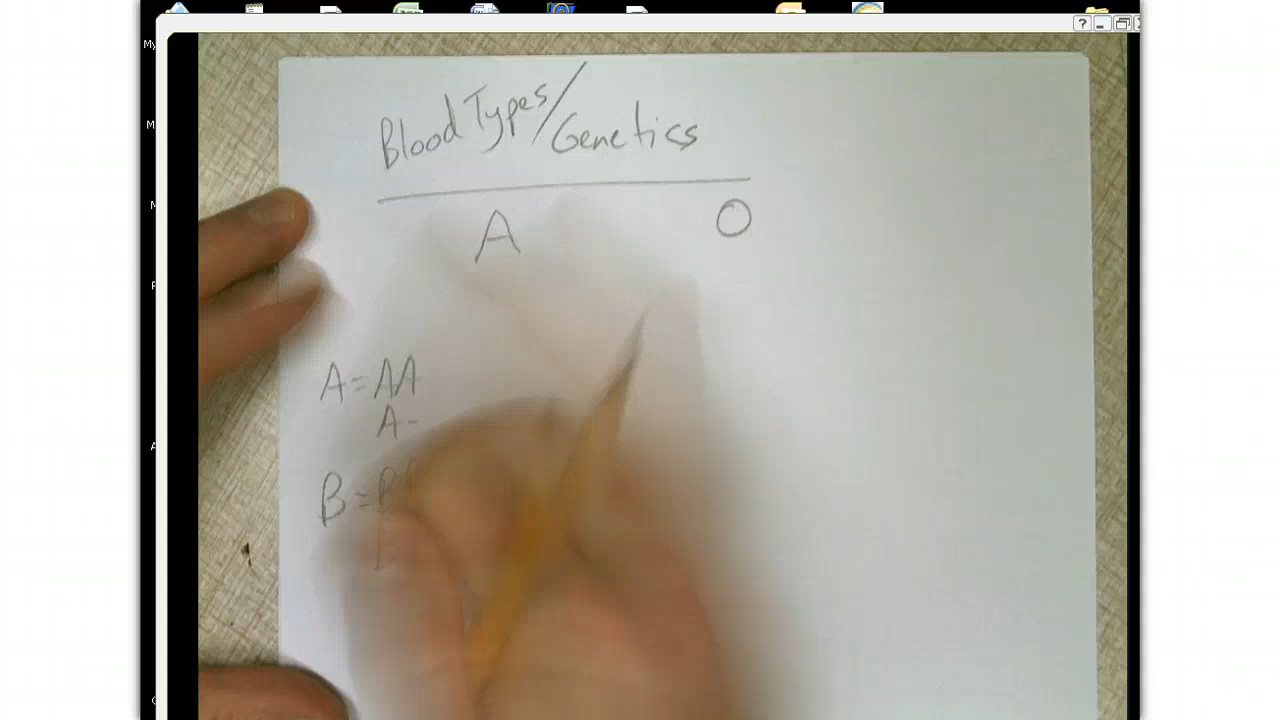 Blood Types/Genetics
A O
A = AA
A -
B =